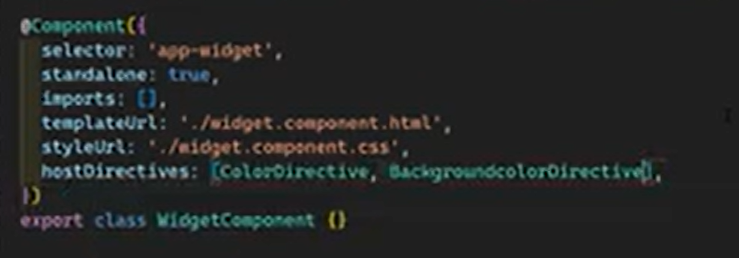 @Component({
selector: 'app-widget',
standalone: true,
imports: [],
templateUrl: './widget.component.html',
styleUrl: './widget.component.css',
hostDirectives: [ColorDirective, BackgroundcolorDirective],
})
export class WidgetComponent {}